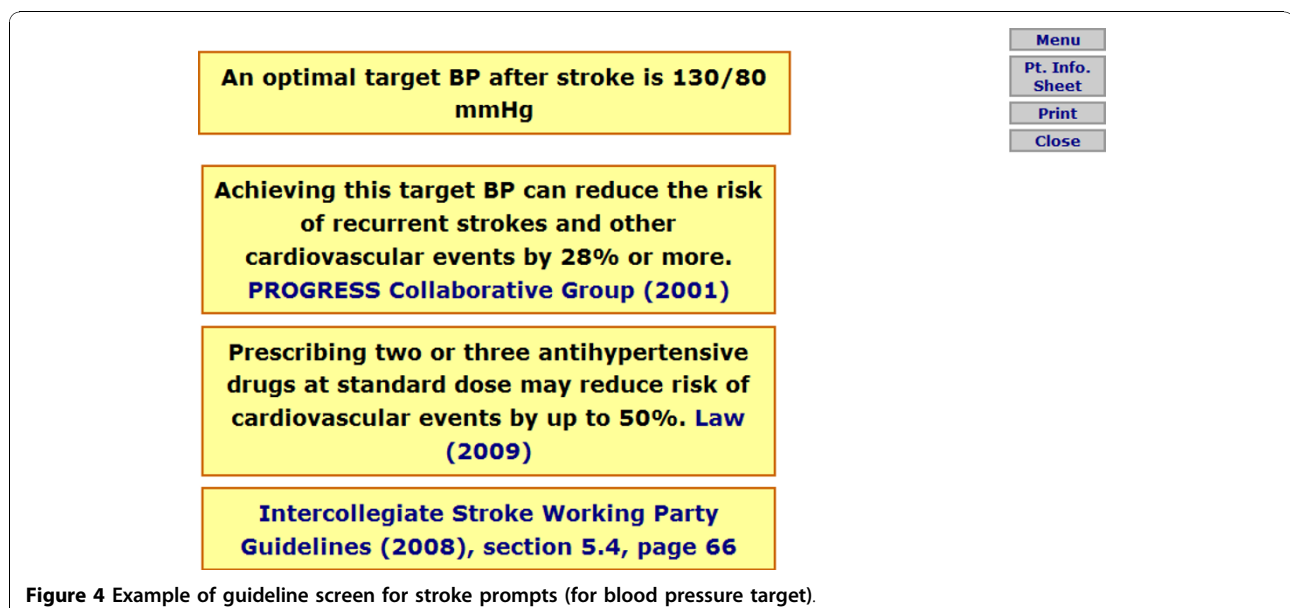 An optimal target BP after stroke is 130/80
mmHg
Achieving this target BP can reduce the risk
of recurrent strokes and other
cardiovascular events by 28% or more.
PROGRESS Collaborative Group (2001)
Prescribing two or three antihypertensive
drugs at standard dose may reduce risk of
cardiovascular events by up to 50%. Law
(2009)
Intercollegiate Stroke Working Party
Guidelines (2008), section 5.4, page 66
Menu
Pt. Info.
Sheet
Print
Close
Figure 4 Example of guideline screen for stroke prompts (for blood pressure target).